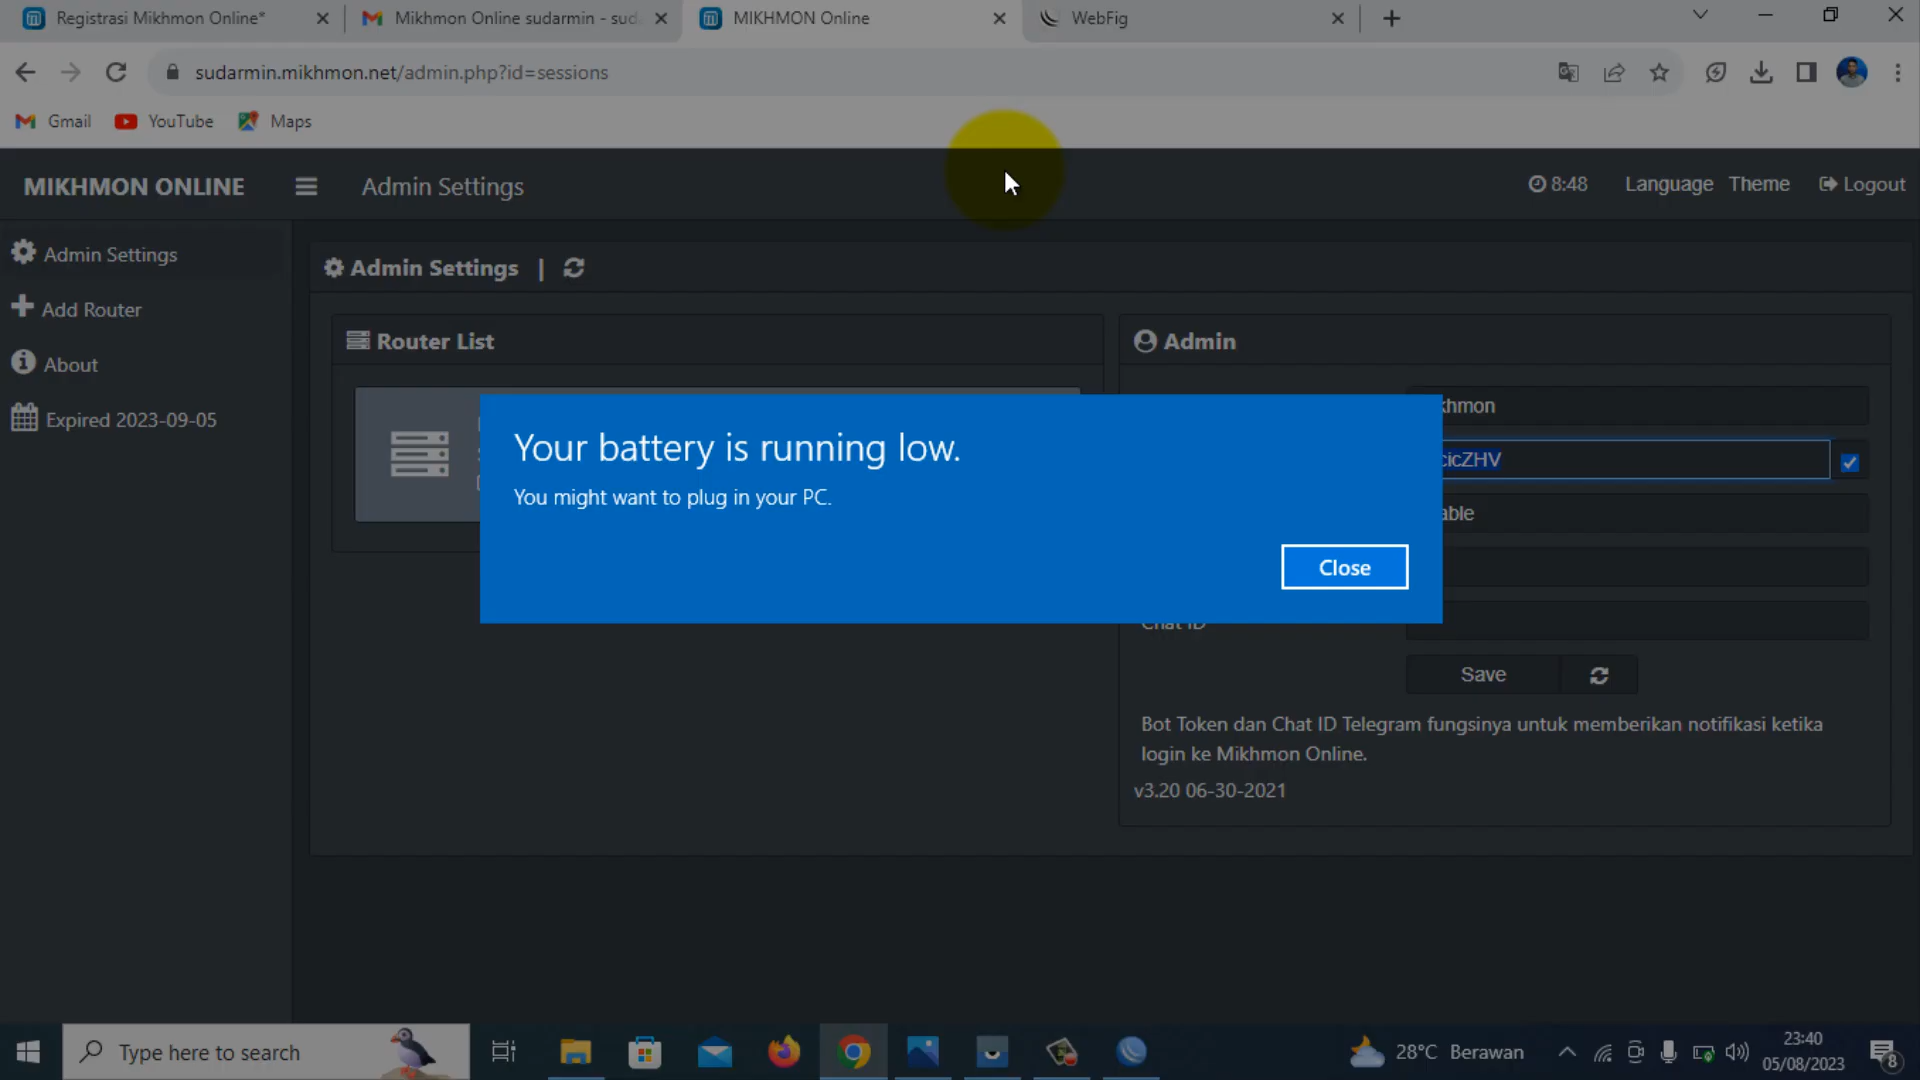 Registrasi Mikhmon Online*
Mikhmon Online sudarmin - sud
MIKHMON Online
WebFig
sudarmin.mikhmon.net/admin.php?id=sessions
Gmail
YouTube
Maps
MIKHMON ONLINE
Admin Settings
8:48
Language
Theme
Logout
Admin Settings
Add Router
About
Expired 2023-09-05
Admin Settings |
Router List
Admin
khmon
cicZHV
able
Your battery is running low.
You might want to plug in your PC.
Close
Chat ID
Save
Bot Token dan Chat ID Telegram fungsinya untuk memberikan notifikasi ketika
login ke Mikhmon Online.
v3.20 06-30-2021
Type here to search
28°C Berawan
23:40
05/08/2023
8